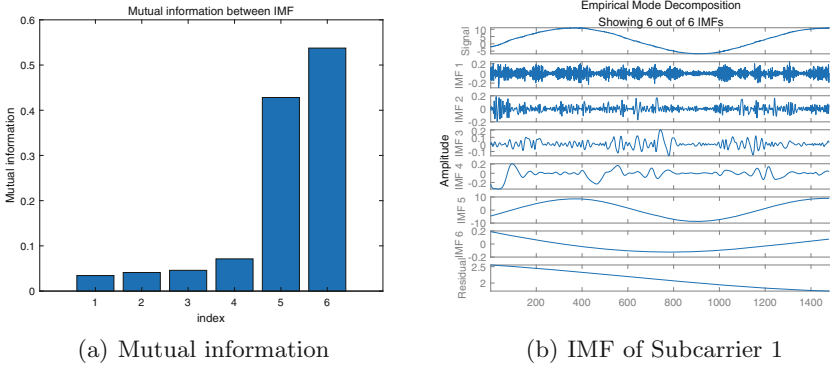 Mutual information between IMF
0.6
0.5
0.4
0.3
0.2
0.1
0
Mutual information
1 2 3 4 5 6
index
(a) Mutual information
Empirical Mode Decomposition
Showing 6 out of 6 IMFs
Amplitude
Signal
10
5
0
-5
IMF 1
0.2
0
-0.2
IMF 2
0.2
0
-0.2
IMF 3
0.2
0.1
0
-0.1
IMF 4
0.2
0
-0.2
IMF 5
10
0
-10
IMF 6
0.2
0
-0.2
Residual
2.5
2
200 400 600 800 1000 1200 1400
(b) IMF of Subcarrier 1